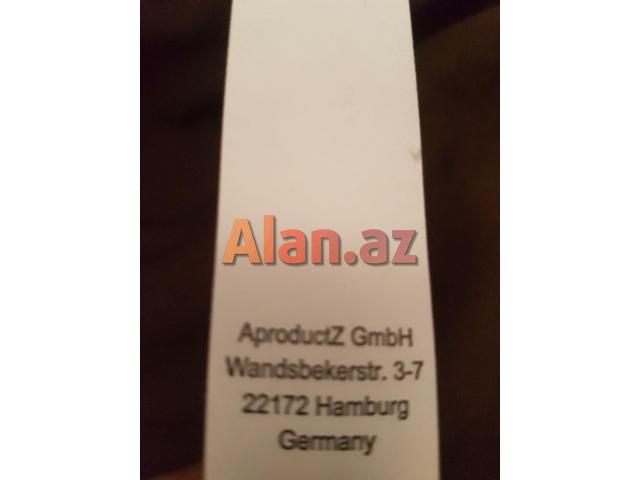 Alan.az
AproductZ GmbH
Wandsbekerstr. 3-7
22172 Hamburg
Germany